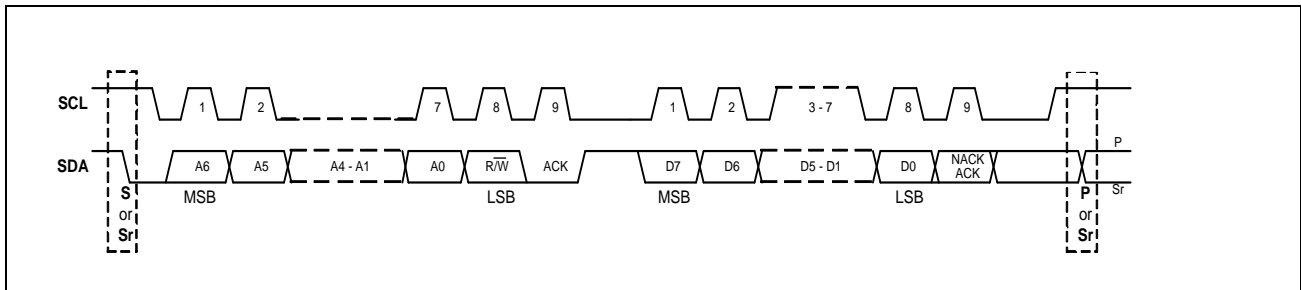 SCL 1 2 7 8 9 1 2 3 - 7 8 9
SDA A6 A5 A4 - A1 A0 R/W̅ ACK D7 D6 D5 - D1 D0 NACK ACK P Sr
MSB LSB MSB LSB
S or Sr
P or Sr